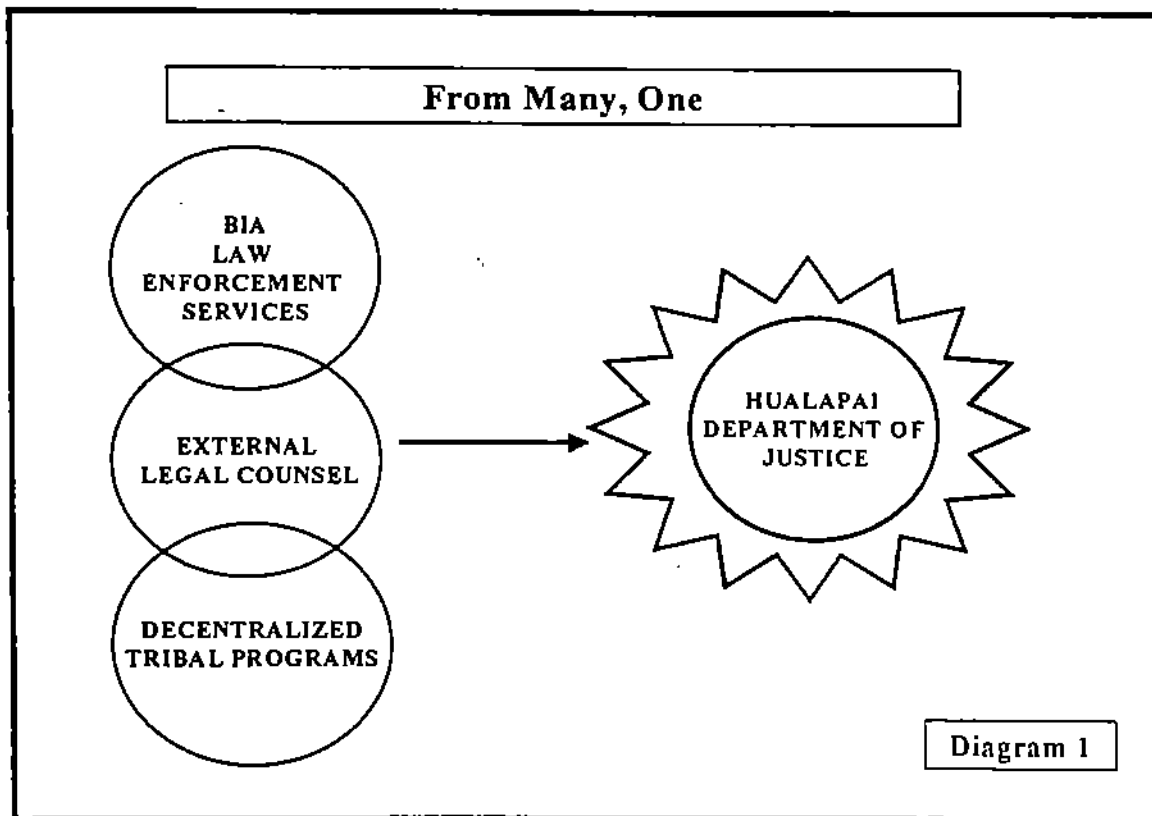 From Many, One
BIA
LAW
ENFORCEMENT
SERVICES
EXTERNAL
LEGAL COUNSEL
DECENTRALIZED
TRIBAL PROGRAMS
HUALAPAI
DEPARTMENT OF
JUSTICE
Diagram 1